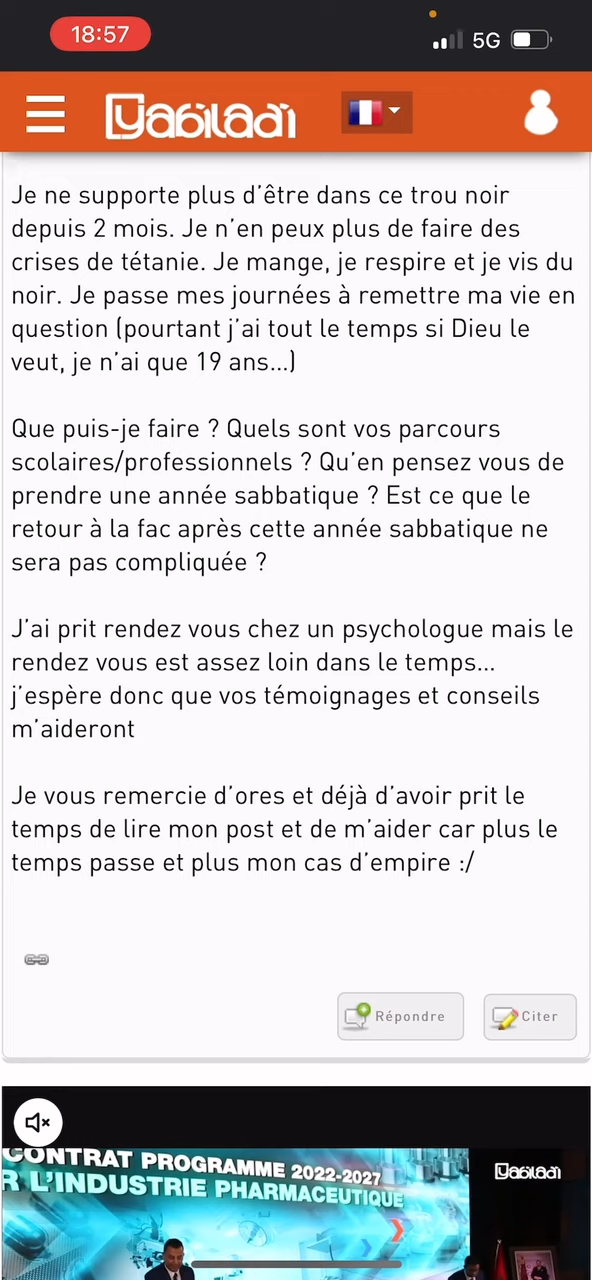 18:57
5G
Yabiladi
Je ne supporte plus d'être dans ce trou noir
depuis 2 mois. Je n'en peux plus de faire des
crises de tétanie. Je mange, je respire et je vis du
noir. Je passe mes journées à remettre ma vie en
question (pourtant j'ai tout le temps si Dieu le
veut, je n'ai que 19 ans...)
Que puis-je faire ? Quels sont vos parcours
scolaires/professionnels ? Qu'en pensez vous de
prendre une année sabbatique ? Est ce que le
retour à la fac après cette année sabbatique ne
sera pas compliquée ?
J'ai prit rendez vous chez un psychologue mais le
rendez vous est assez loin dans le temps...
j'espère donc que vos témoignages et conseils
m'aideront
Je vous remercie d'ores et déjà d'avoir prit le
temps de lire mon post et de m'aider car plus le
temps passe et plus mon cas d'empire :/
Répondre
Citer
CONTRAT PROGRAMME 2022-2027
R L'INDUSTRIE PHARMACEUTIQUE
Yabiladi